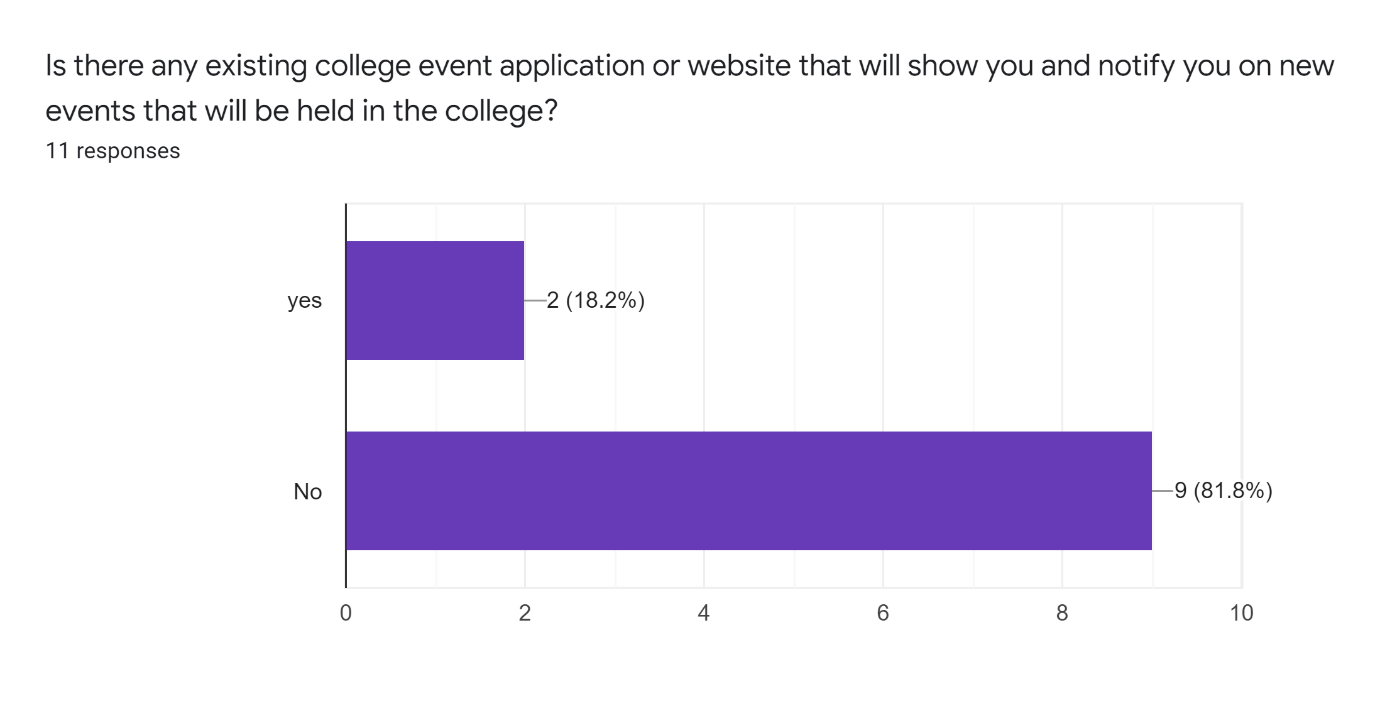 Is there any existing college event application or website that will show you and notify you on new
events that will be held in the college?
11 responses
yes
2 (18.2%)
No
9 (81.8%)
0 2 4 6 8 10